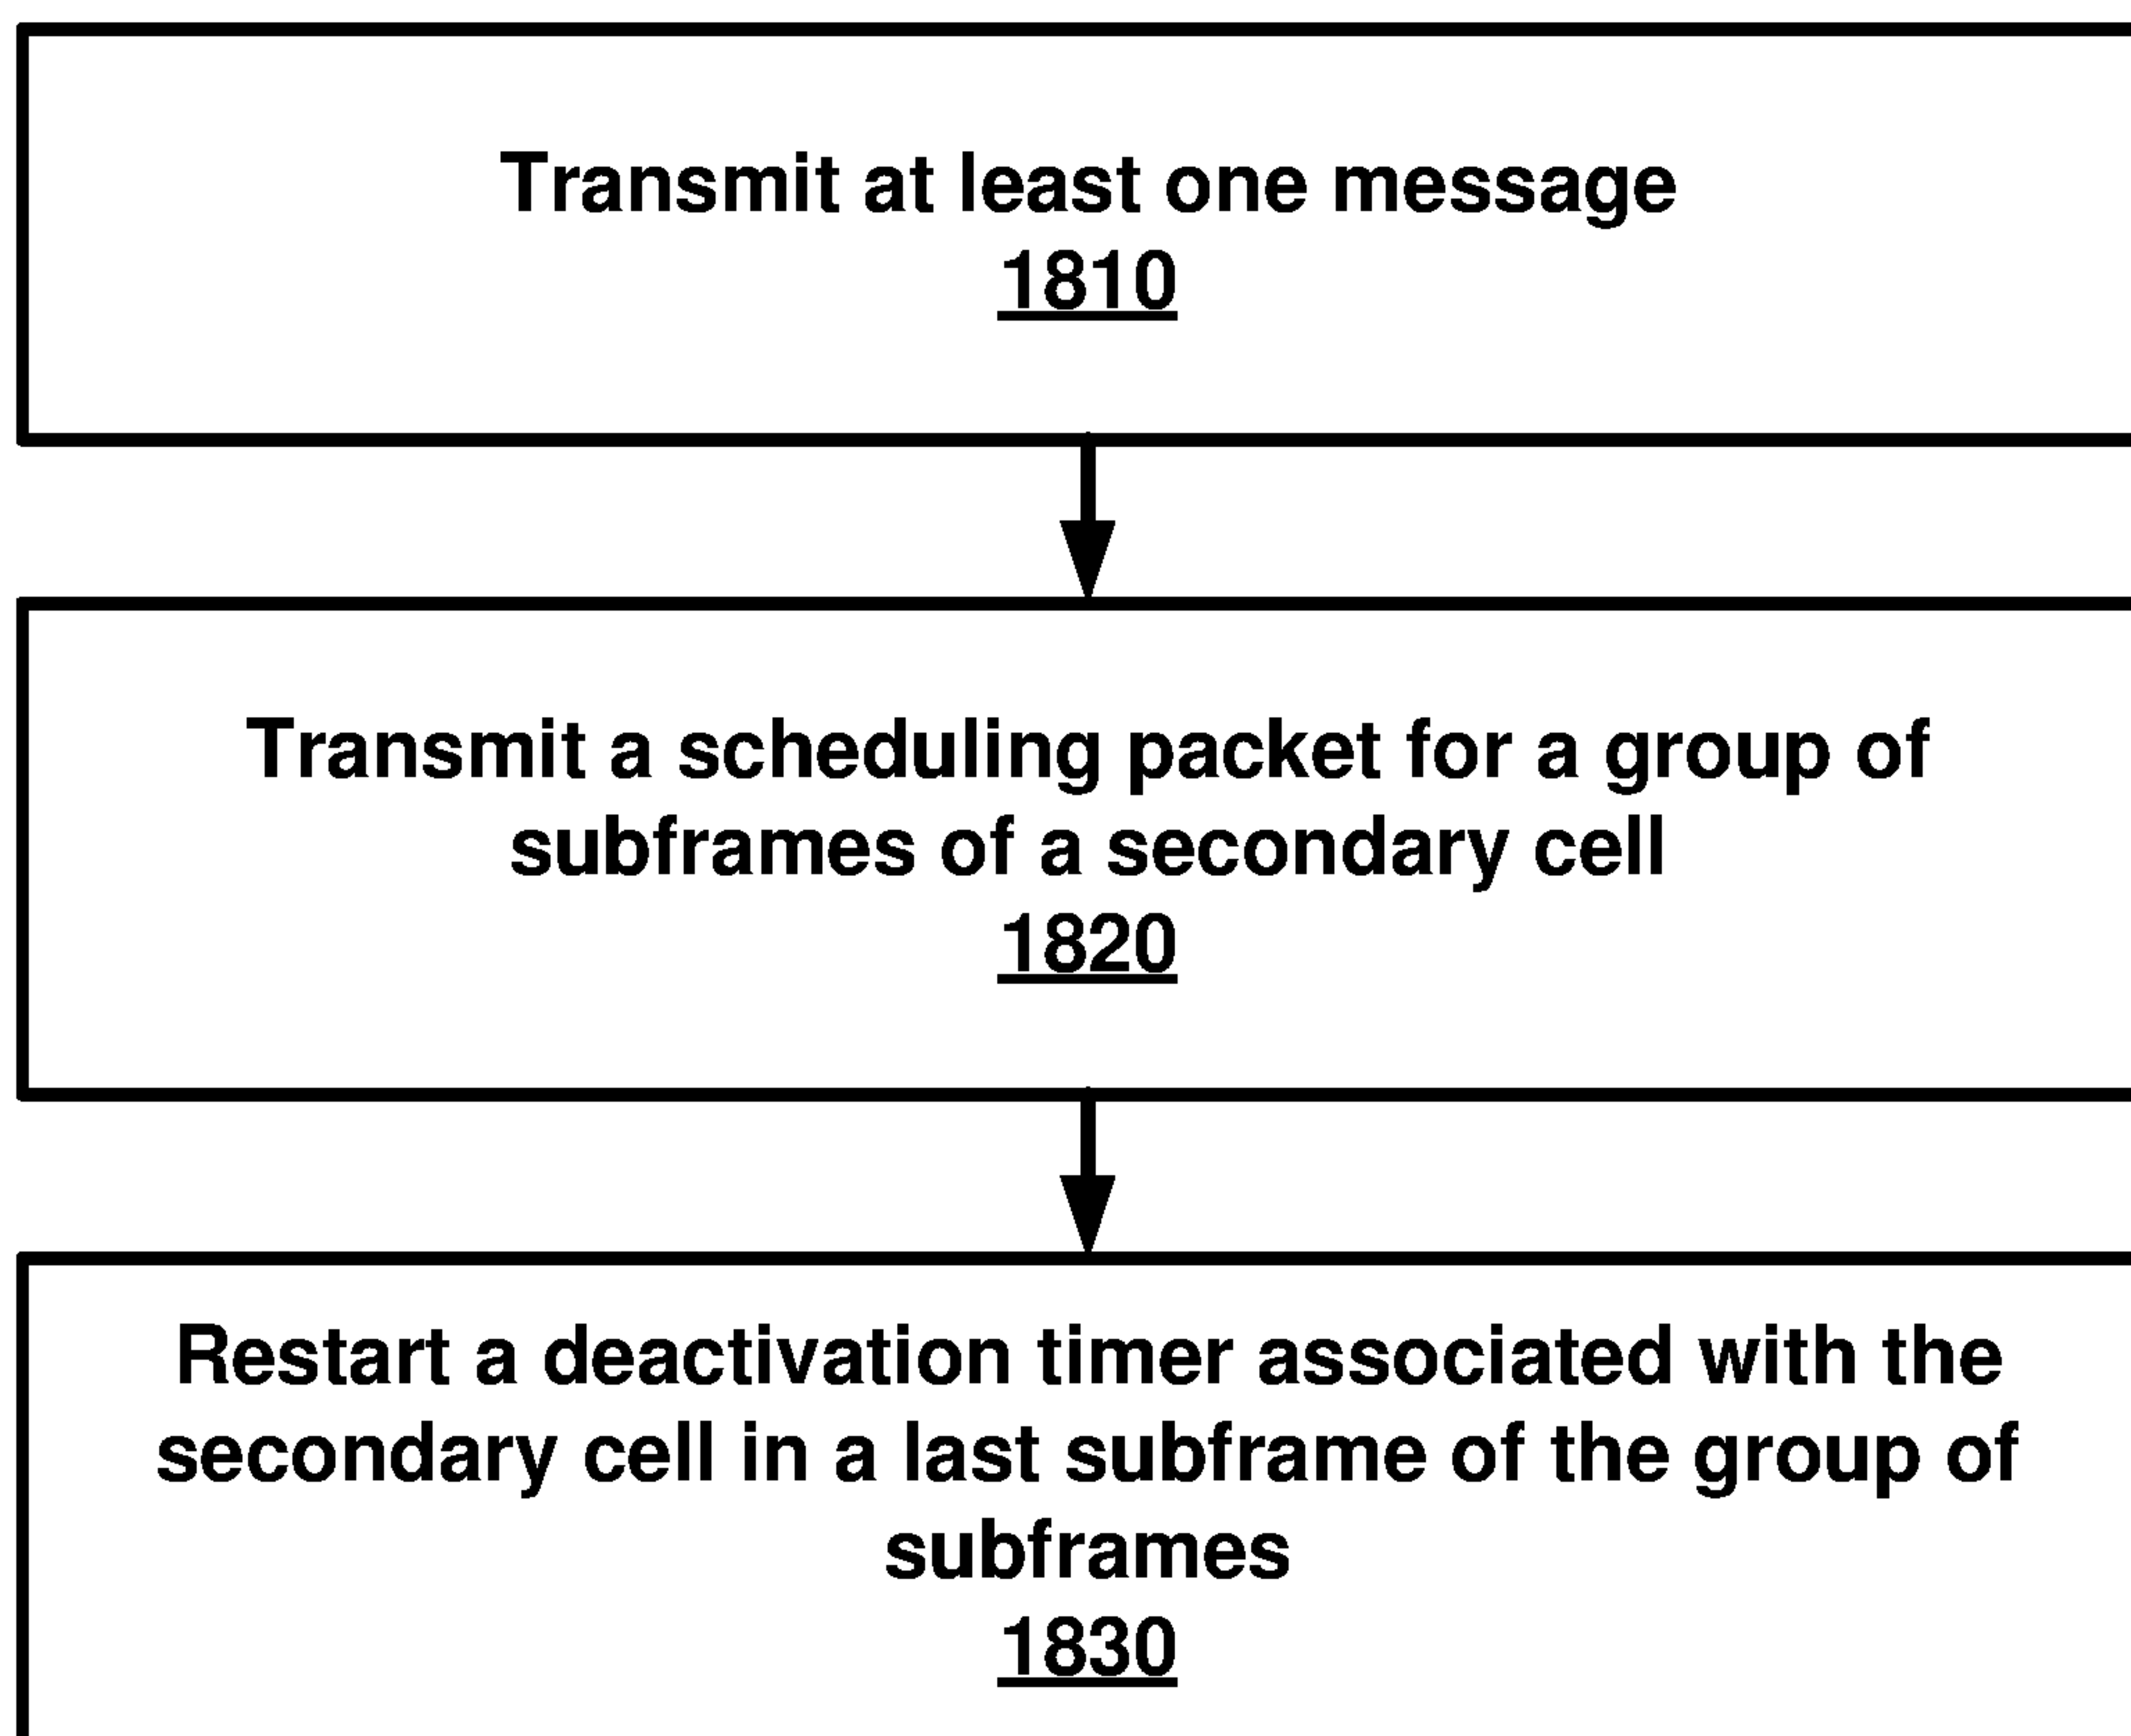 Transmit at least one message
1810
Transmit a scheduling packet for a group of
subframes of a secondary cell
1820
Restart a deactivation timer associated with the
secondary cell in a last subframe of the group of
subframes
1830